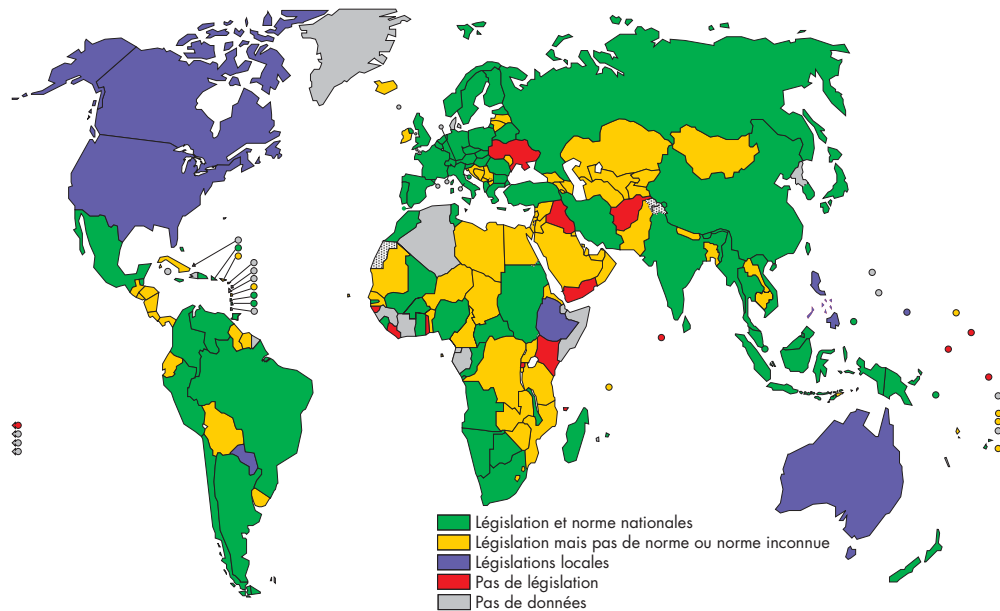 Législation et norme nationales
Législation mais pas de norme ou norme inconnue
Législations locales
Pas de législation
Pas de données